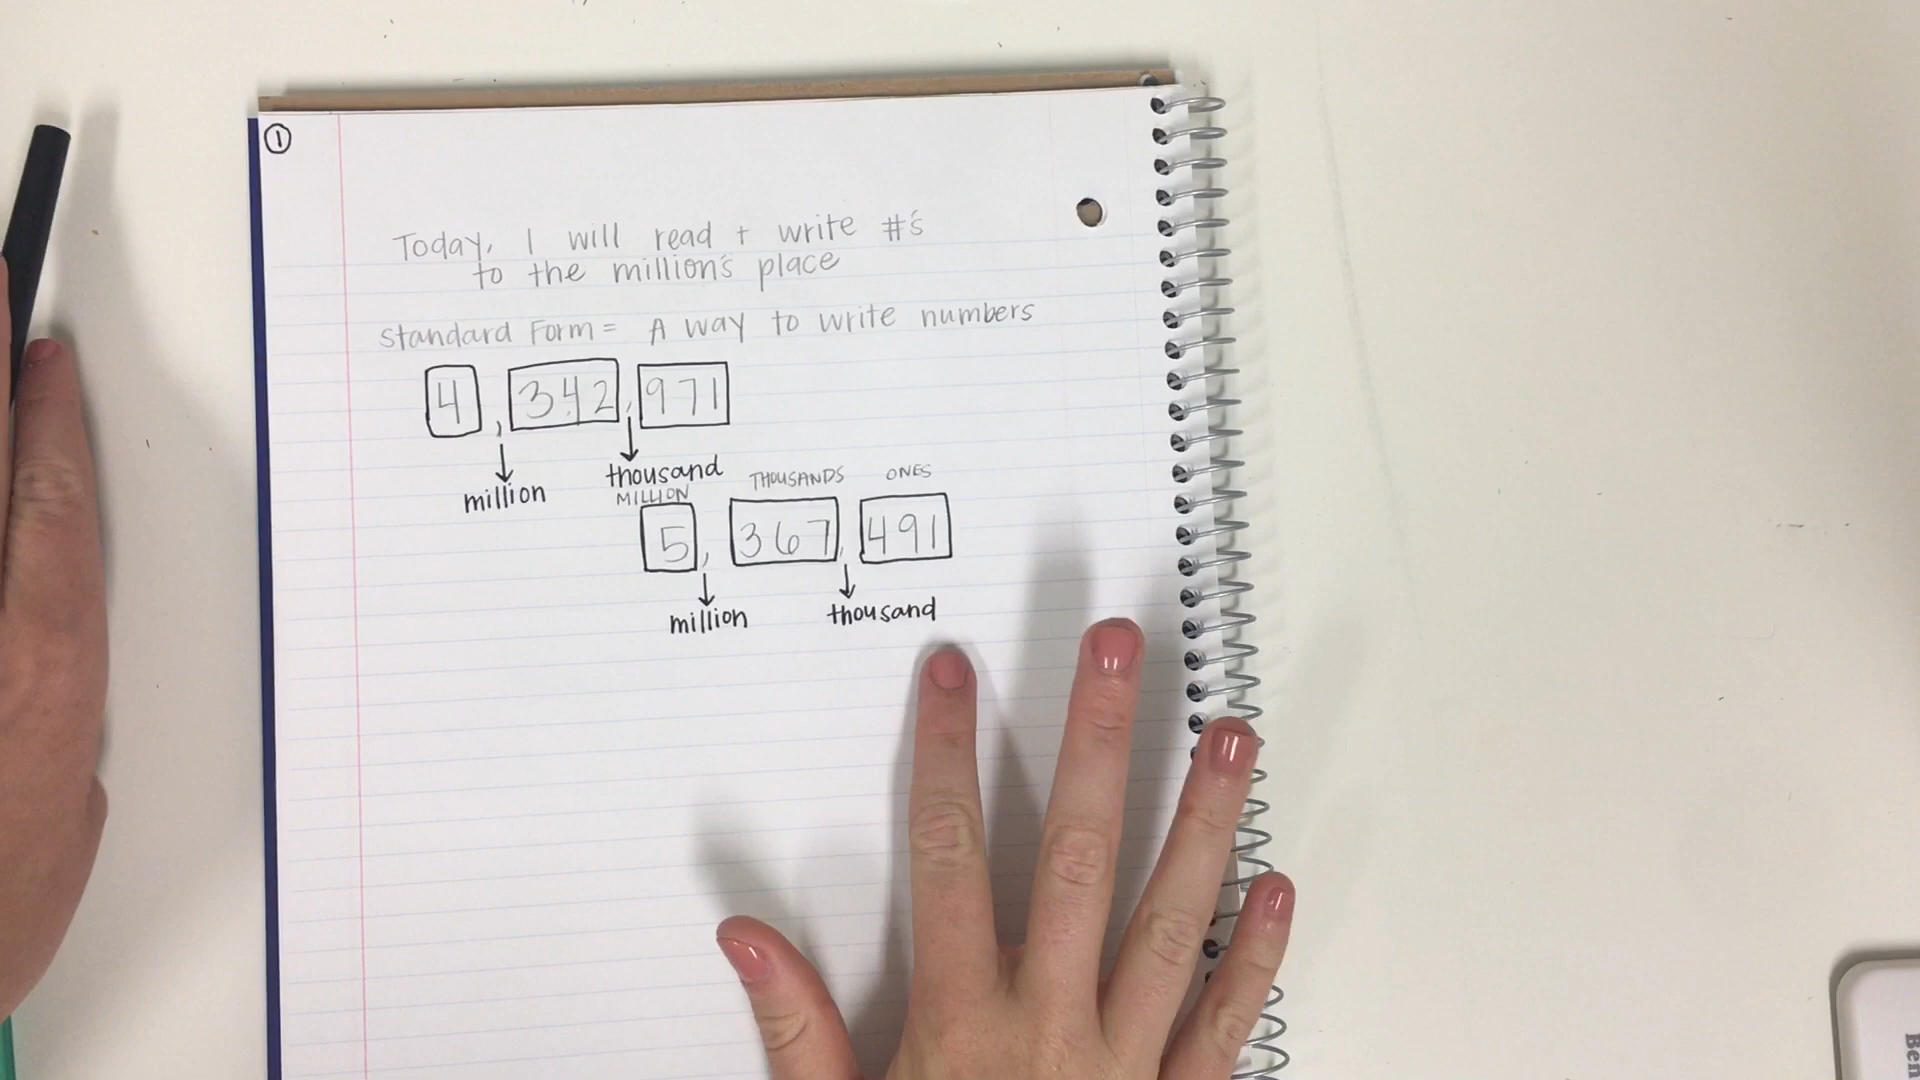 1
Today, I will read + write #'s
to the million's place
Standard Form = A way to write numbers
4, 342, 971
million thousand
MILLION THOUSANDS ONES
5, 367, 491
million thousand
Ben